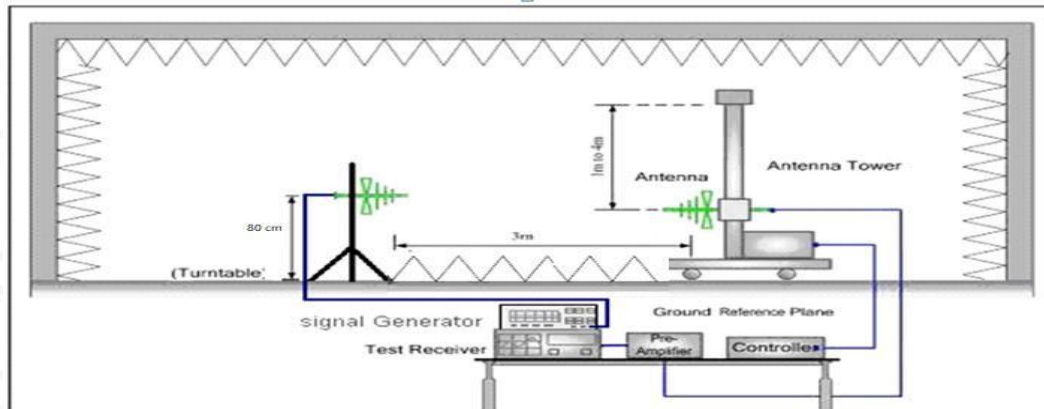 1m to 4m
Antenna Tower
Antenna
80 cm
3m
(Turntable)
signal Generator
Ground Reference Plane
Test Receiver
Pre-
Amplifier
Controller